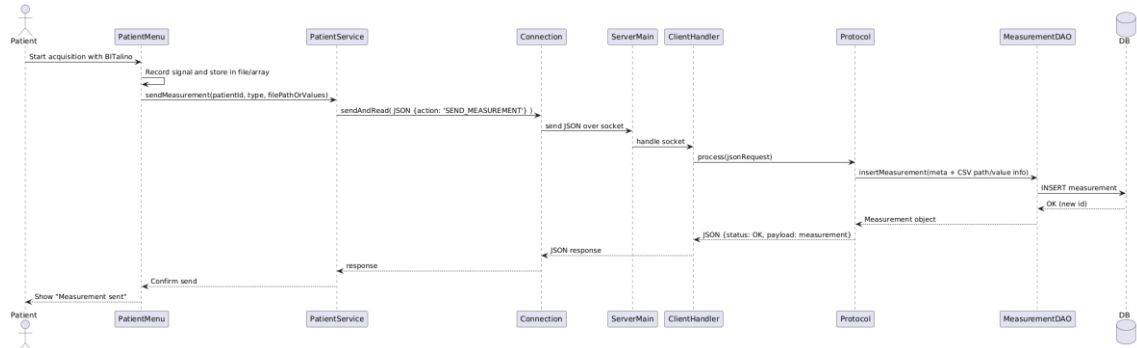 Patient
PatientMenu
PatientService
Connection
ServerMain
ClientHandler
Protocol
MeasurementDAO
DB
Start acquisition with BITalino
Record signal and store in file/array
sendMeasurement(patientId, type, filePathOrValues)
sendAndRead( JSON {action: 'SEND_MEASUREMENT'} )
send JSON over socket
handle socket
process(jsonRequest)
insertMeasurement(meta + CSV path/value info)
INSERT measurement
OK (new id)
Measurement object
JSON {status: OK, payload: measurement}
JSON response
response
Confirm send
Show "Measurement sent"
Patient
PatientMenu
PatientService
Connection
ServerMain
ClientHandler
Protocol
MeasurementDAO
DB